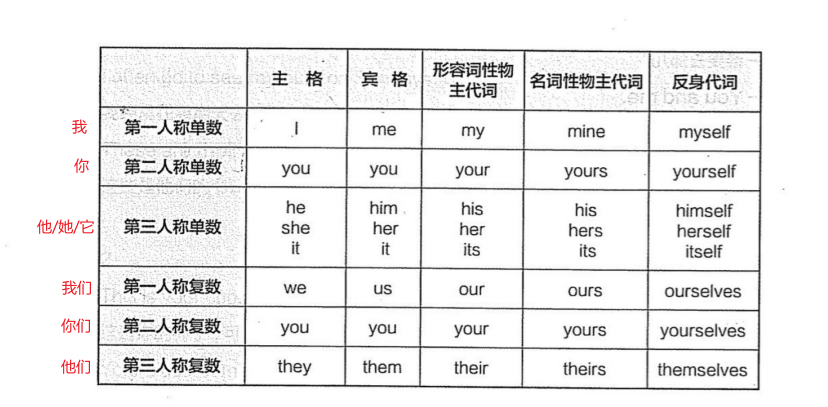 主 格 宾 格 形容词性物主代词 名词性物主代词 反身代词
我 第一人称单数 I me my mine myself
你 第二人称单数 you you your yours yourself
他/她/它 第三人称单数 he him his his himself
she her her hers herself
it it its its itself
我们 第一人称复数 we us our ours ourselves
你们 第二人称复数 you you your yours yourselves
他们 第三人称复数 they them their theirs themselves